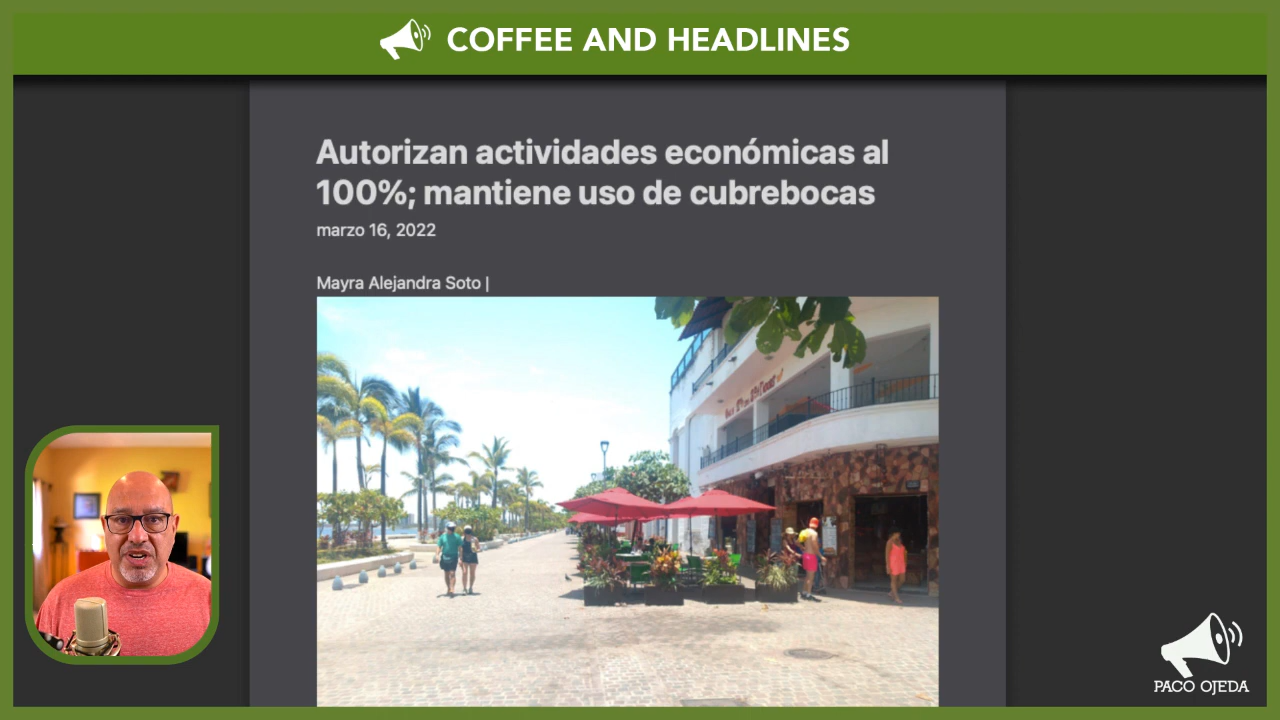 COFFEE AND HEADLINES
Autorizan actividades económicas al
100%; mantiene uso de cubrebocas
marzo 16, 2022
Mayra Alejandra Soto |
PACO OJEDA